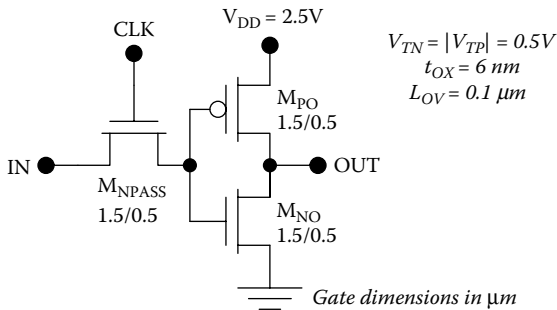 CLK
V_DD = 2.5V
V_TN = |V_TP| = 0.5V
t_OX = 6 nm
L_OV = 0.1 µm
M_PO
1.5/0.5
IN
OUT
M_NPASS
1.5/0.5
M_NO
1.5/0.5
Gate dimensions in µm